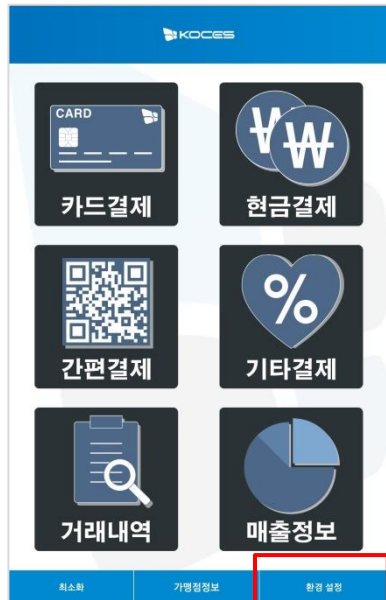 KOCES
CARD
카드결제
현금결제
간편결제
기타결제
거래내역
매출정보
최소화
가맹점정보
환경 설정